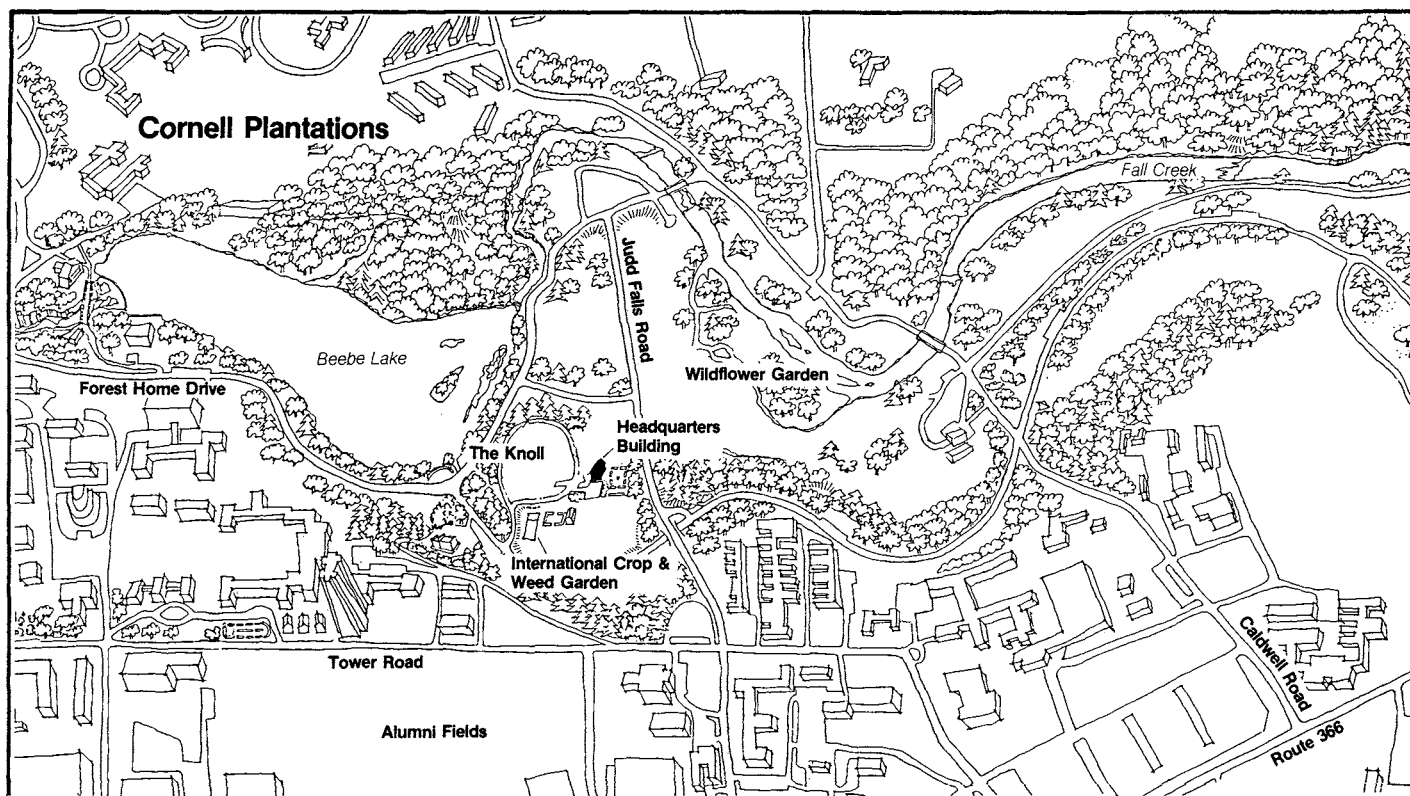 Cornell Plantations
Fall Creek
Judd Falls Road
Beebe Lake
Wildflower Garden
Forest Home Drive
Headquarters
Building
The Knoll
International Crop &
Weed Garden
Caldwell Road
Tower Road
Alumni Fields
Route 366